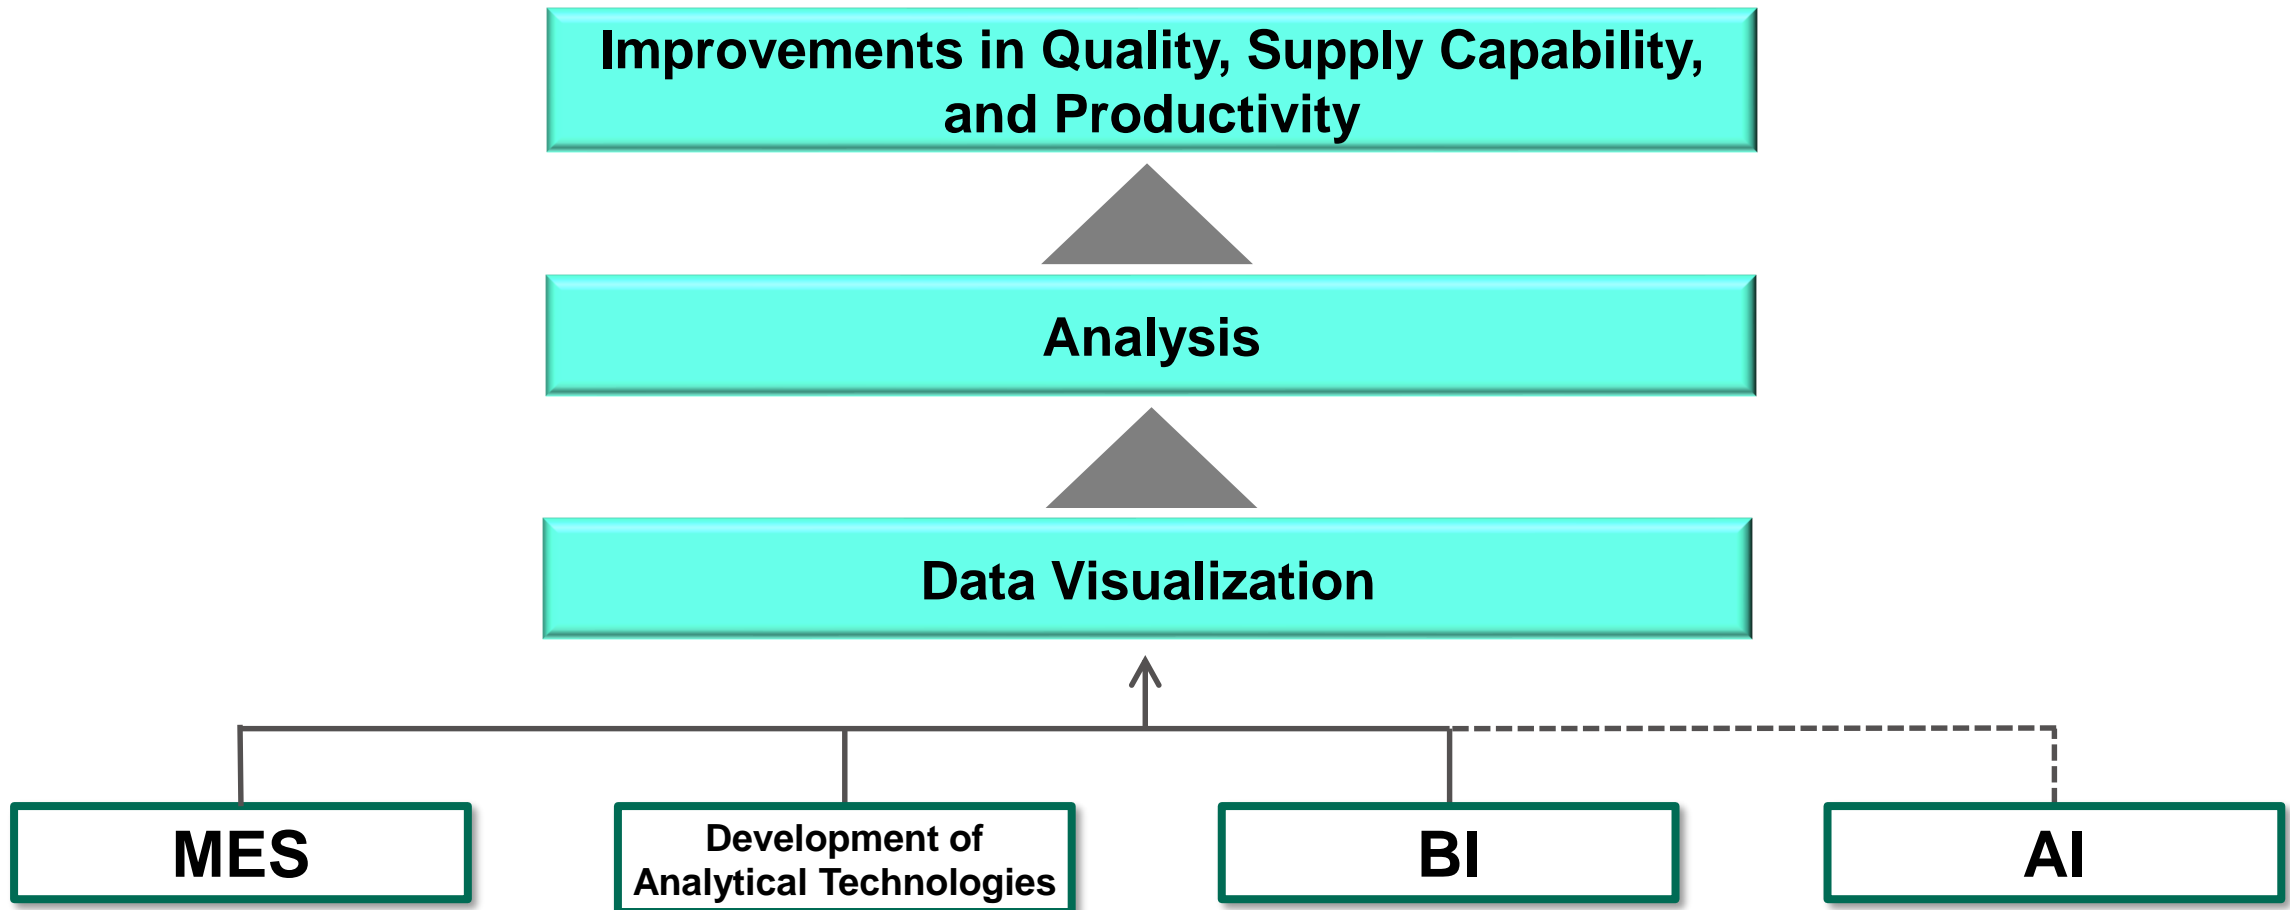 Improvements in Quality, Supply Capability,
and Productivity
Analysis
Data Visualization
MES
Development of
Analytical Technologies
BI
AI